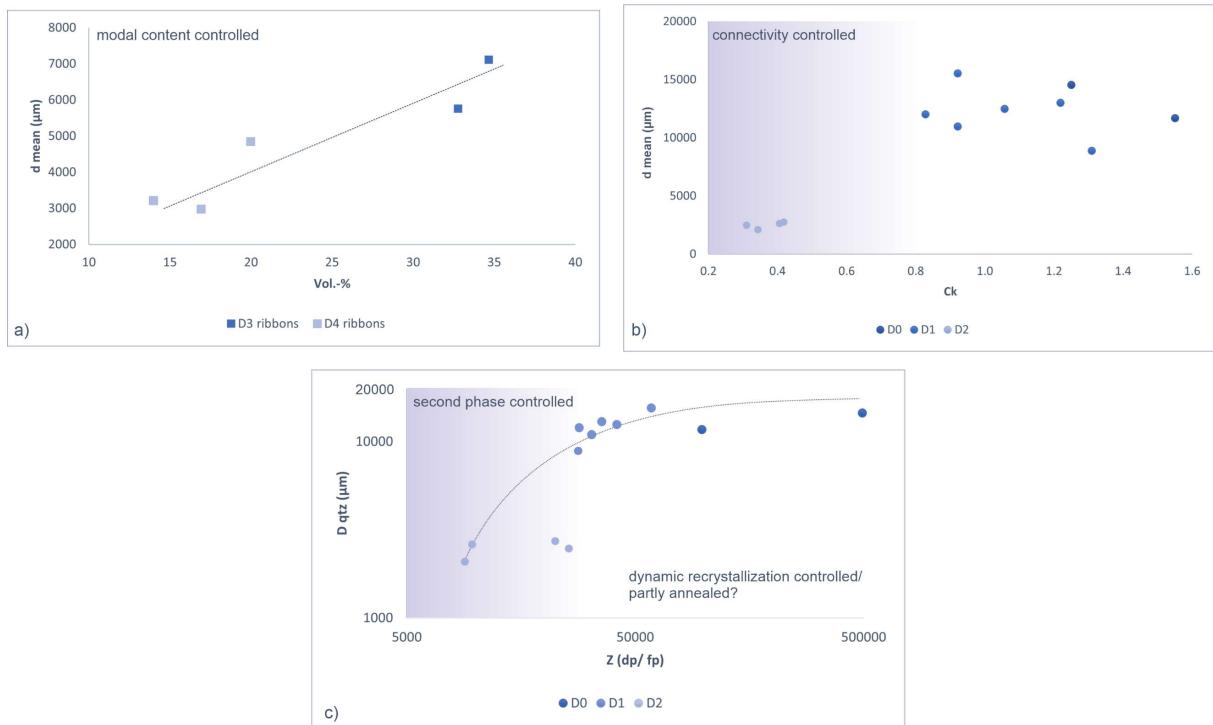 modal content controlled
8000
7000
6000
5000
4000
3000
2000
d mean (µm)
10 15 20 25 30 35 40
Vol.-%
D3 ribbons D4 ribbons
a)
connectivity controlled
20000
15000
10000
5000
0
d mean (µm)
0.2 0.4 0.6 0.8 1.0 1.2 1.4 1.6
Ck
D0 D1 D2
b)
second phase controlled
20000
10000
1000
D qtz (µm)
dynamic recrystallization controlled/
partly annealed?
5000 50000 500000
Z (dp/ fp)
D0 D1 D2
c)